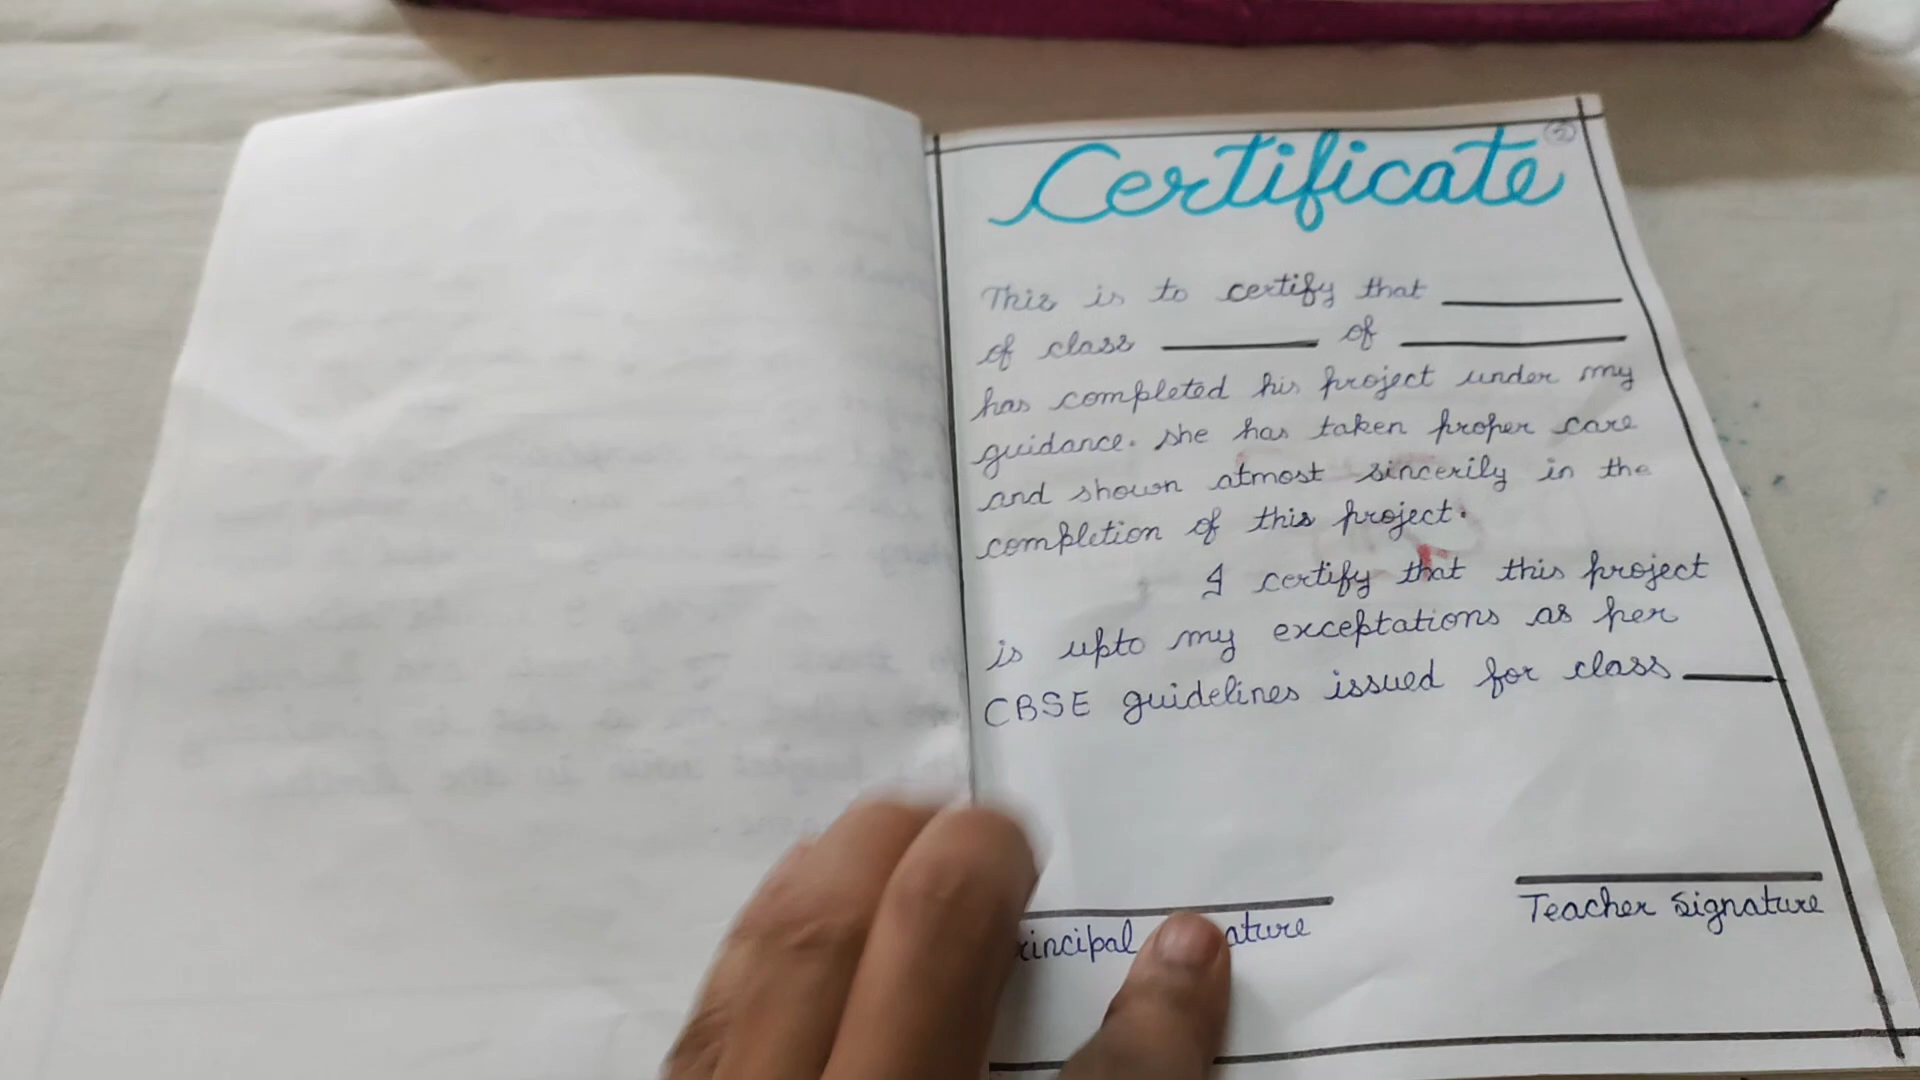 Certificate
2
This is to certify that
of class of
has completed his project under my
guidance. she has taken proper care
and shown atmost sincerily in the
completion of this project.
I certify that this project
is upto my exceptations as per
CBSE guidelines issued for class
Teacher Signature